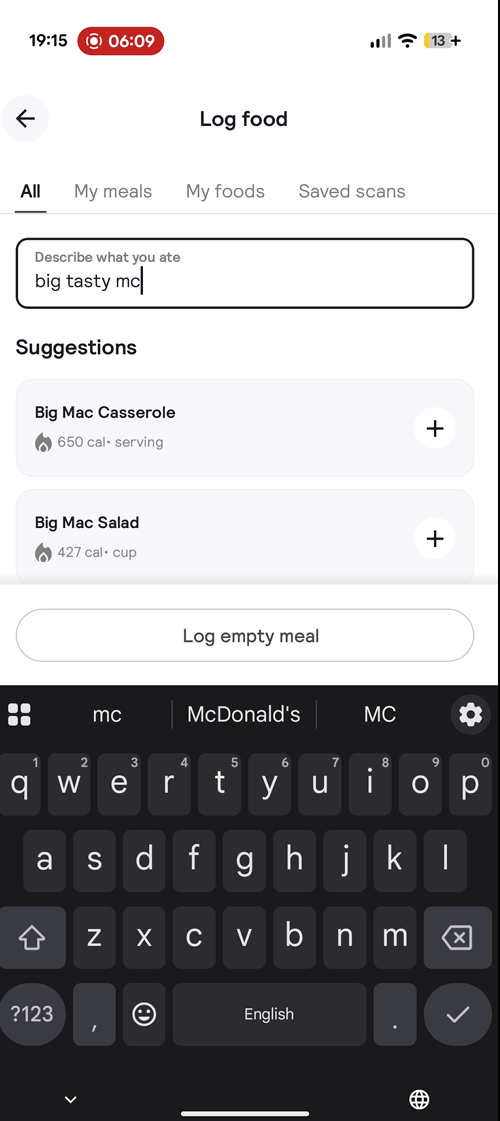 19:15 06:09 13+
Log food
All My meals My foods Saved scans
Describe what you ate
big tasty mc
Suggestions
Big Mac Casserole
650 cal• serving
Big Mac Salad
427 cal• cup
Log empty meal
mc McDonald's MC
1 2 3 4 5 6 7 8 9 0
q w e r t y u i o p
a s d f g h j k l
z x c v b n m
?123 , English .